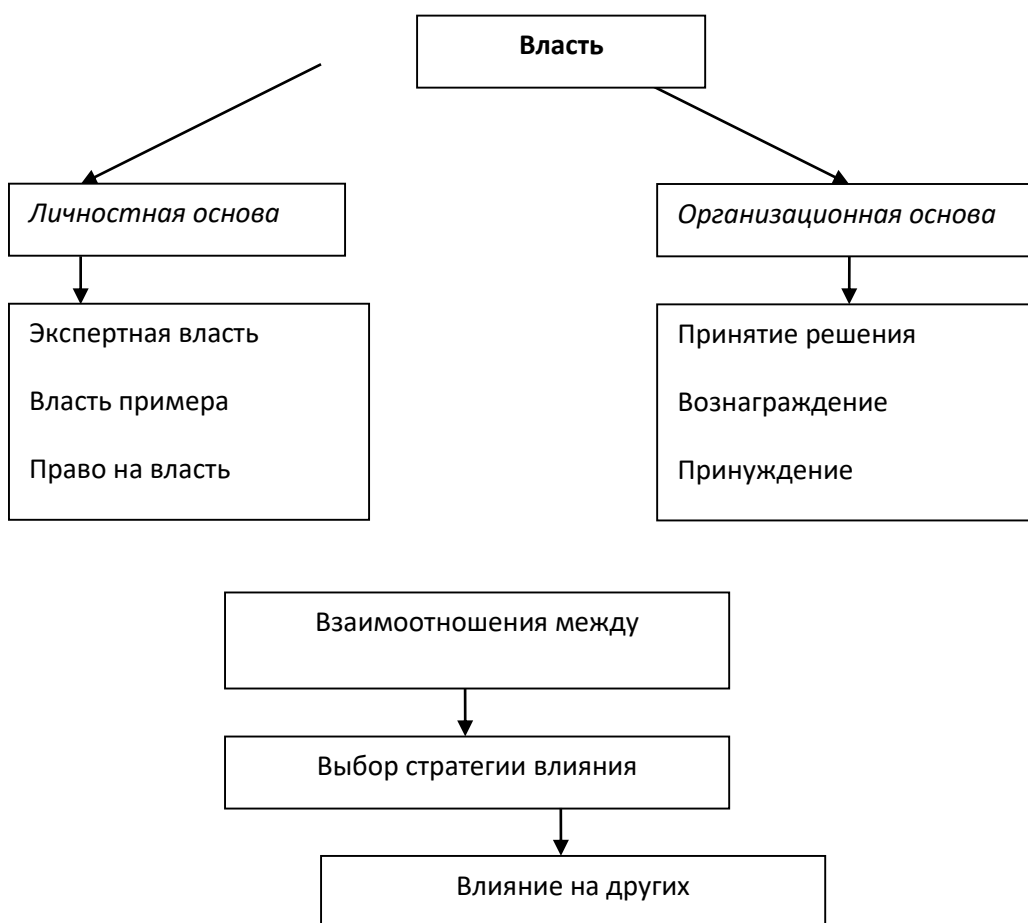 Власть
Личностная основа
Организационная основа
Экспертная власть
Власть примера
Право на власть
Принятие решения
Вознаграждение
Принуждение
Взаимоотношения между
Выбор стратегии влияния
Влияние на других